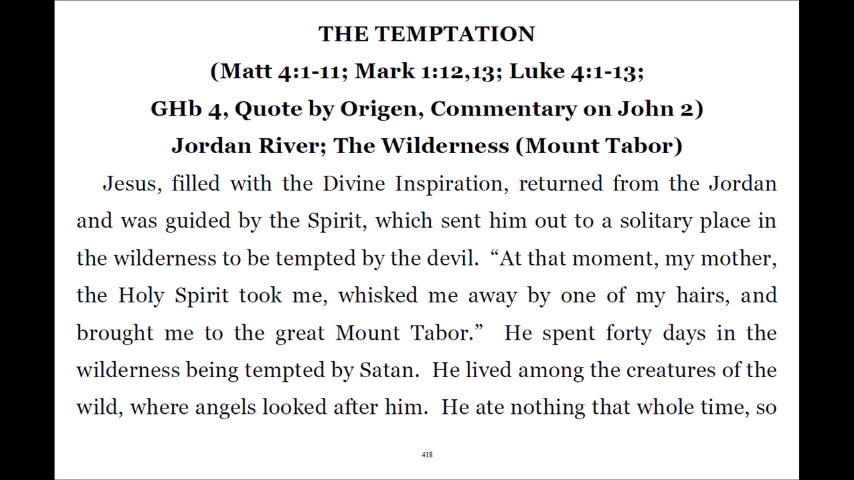 THE TEMPTATION
(Matt 4:1-11; Mark 1:12,13; Luke 4:1-13;
GHb 4, Quote by Origen, Commentary on John 2)
Jordan River; The Wilderness (Mount Tabor)
Jesus, filled with the Divine Inspiration, returned from the Jordan
and was guided by the Spirit, which sent him out to a solitary place in
the wilderness to be tempted by the devil.  “At that moment, my mother,
the Holy Spirit took me, whisked me away by one of my hairs, and
brought me to the great Mount Tabor.”  He spent forty days in the
wilderness being tempted by Satan.  He lived among the creatures of the
wild, where angels looked after him.  He ate nothing that whole time, so
418